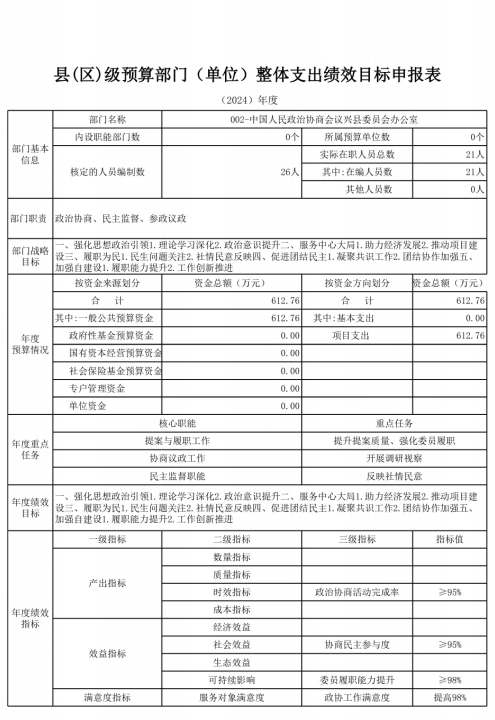 县(区)级预算部门（单位）整体支出绩效目标申报表
（2024）年度
部门基本信息 部门名称 002-中国人民政治协商会议兴县委员会办公室
内设职能部门数 0个 所属预算单位数 0个
核定的人员编制数 26人 实际在职人员总数 21人
其中:在编人员数 21人
其他人员数 0人
部门职责 政治协商、民主监督、参政议政
部门战略目标 一、强化思想政治引领1.理论学习深化2.政治意识提升二、服务中心大局1.助力经济发展2.推动项目建
设三、履职为民1.民生问题关注2.社情民意反映四、促进团结民主1.凝聚共识工作2.团结协作加强五、
加强自建设1.履职能力提升2.工作创新推进
年度预算情况 按资金来源划分 资金总额（万元） 按资金方向划分 资金总额（万元）
合 计 612.76 合 计 612.76
其中:一般公共预算资金 612.76 其中:基本支出 0.00
政府性基金预算资金 0.00 项目支出 612.76
国有资本经营预算资金 0.00
社会保险基金预算资金 0.00
专户管理资金 0.00
单位资金 0.00
年度重点任务 核心职能 重点任务
提案与履职工作 提升提案质量、强化委员履职
协商议政工作 开展调研视察
民主监督职能 反映社情民意
年度绩效目标 一、强化思想政治引领1.理论学习深化2.政治意识提升二、服务中心大局1.助力经济发展2.推动项目建
设三、履职为民1.民生问题关注2.社情民意反映四、促进团结民主1.凝聚共识工作2.团结协作加强五、
加强自建设1.履职能力提升2.工作创新推进
年度绩效指标 一级指标 二级指标 三级指标 指标值
产出指标 数量指标
质量指标
时效指标 政治协商活动完成率 ≥95%
成本指标
效益指标 经济效益
社会效益 协商民主参与度 ≥95%
生态效益
可持续影响 委员履职能力提升 ≥98%
满意度指标 服务对象满意度 政协工作满意度 提高98%